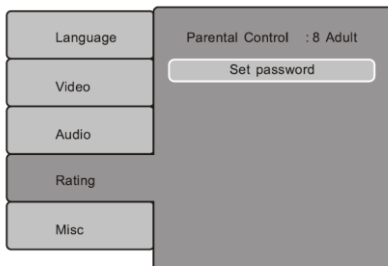 Language
Video
Audio
Rating
Misc
Parental Control : 8 Adult
Set password